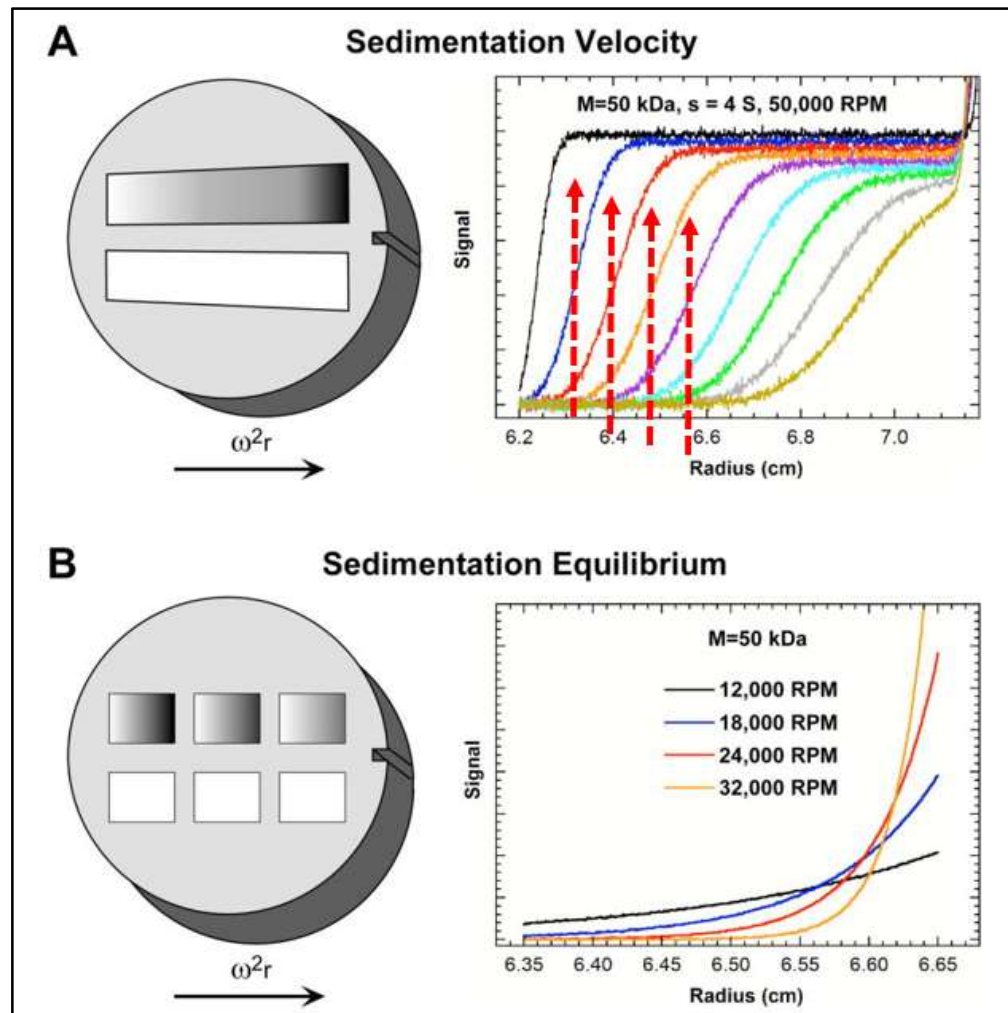 A
Sedimentation Velocity
M=50 kDa, s = 4 S, 50,000 RPM
Signal
6.2 6.4 6.6 6.8 7.0
Radius (cm)
ω²r
B
Sedimentation Equilibrium
M=50 kDa
12,000 RPM
18,000 RPM
24,000 RPM
32,000 RPM
Signal
6.35 6.40 6.45 6.50 6.55 6.60 6.65
Radius (cm)
ω²r